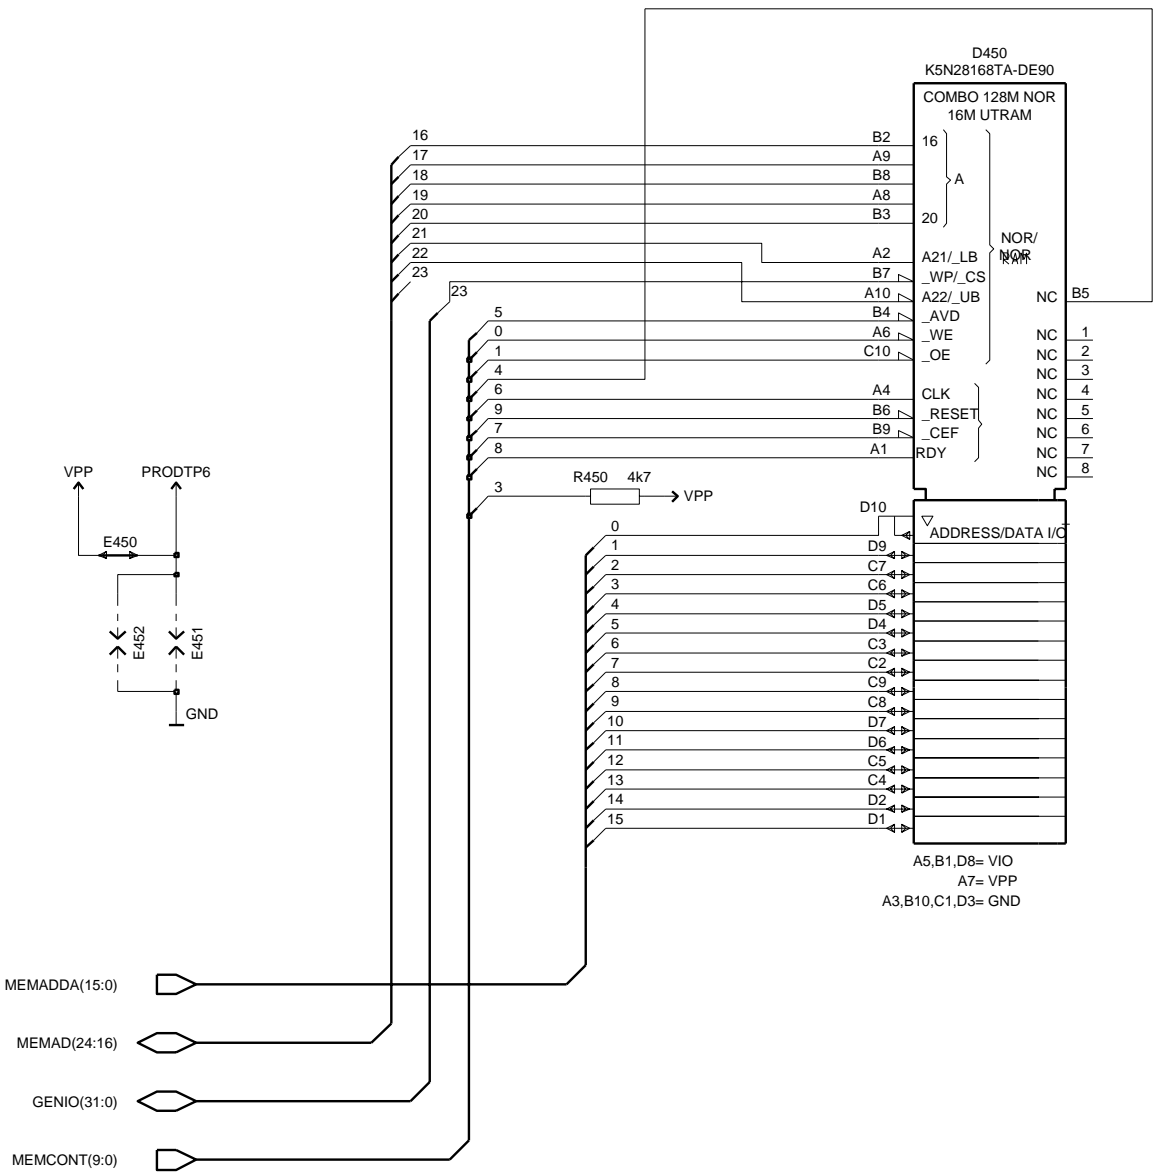 D450
K5N28168TA-DE90
COMBO 128M NOR
16M UTRAM
16 B2 16
17 A9
18 B8 A
19 A8
20 B3 20
21 A2 A21/_LB
NOR/
NOR
RAM
22 B7 _WP/_CS
23 23 A10 A22/_UB NC B5
5 B4 _AVD
0 A6 _WE NC 1
1 C10 _OE NC 2
4 NC 3
6 A4 CLK NC 4
9 B6 _RESET NC 5
7 B9 _CEF NC 6
8 A1 RDY NC 7
NC 8
VPP PRODTP6
3 R450 4k7 VPP
E450
E452 E451
GND
D10
0 ADDRESS/DATA I/O
1 D9
2 C7
3 C6
4 D5
5 D4
6 C3
7 C2
8 C9
9 C8
10 D7
11 D6
12 C5
13 C4
14 D2
15 D1
A5,B1,D8= VIO
A7= VPP
A3,B10,C1,D3= GND
MEMADDA(15:0)
MEMAD(24:16)
GENIO(31:0)
MEMCONT(9:0)